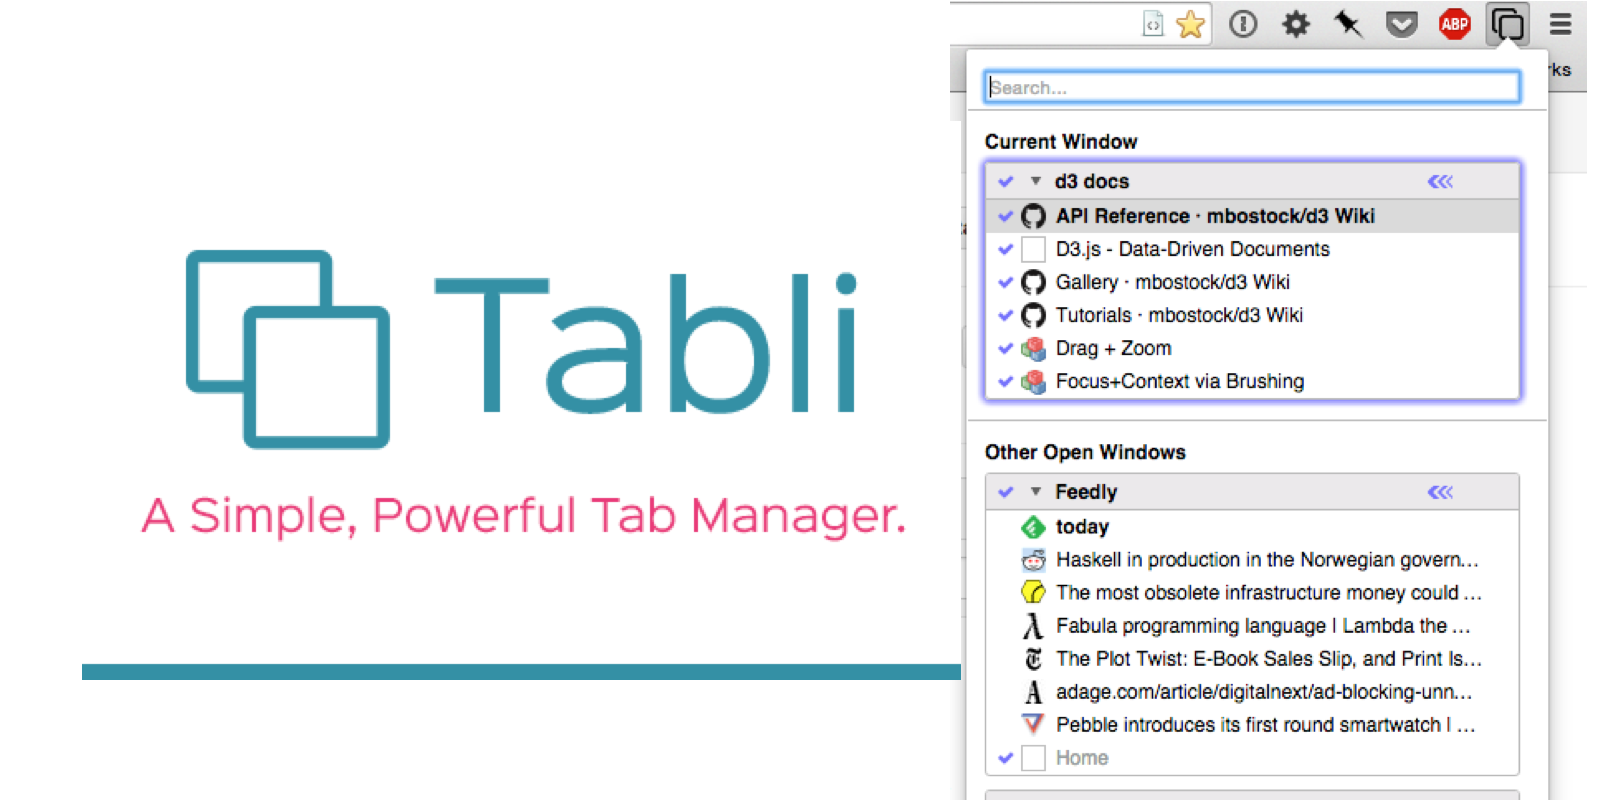 Tabli
A Simple, Powerful Tab Manager.
ABP
rks
Search...
Current Window
d3 docs
API Reference · mbostock/d3 Wiki
D3.js - Data-Driven Documents
Gallery · mbostock/d3 Wiki
Tutorials · mbostock/d3 Wiki
Drag + Zoom
Focus+Context via Brushing
Other Open Windows
Feedly
today
Haskell in production in the Norwegian govern...
The most obsolete infrastructure money could ...
Fabula programming language | Lambda the ...
The Plot Twist: E-Book Sales Slip, and Print Is...
adage.com/article/digitalnext/ad-blocking-unn...
Pebble introduces its first round smartwatch | ...
Home